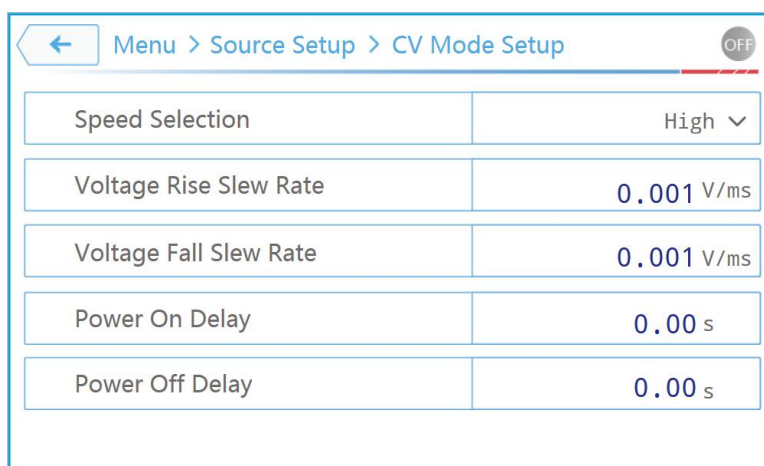 Menu > Source Setup > CV Mode Setup OFF
Speed Selection High
Voltage Rise Slew Rate 0.001 V/ms
Voltage Fall Slew Rate 0.001 V/ms
Power On Delay 0.00 s
Power Off Delay 0.00 s